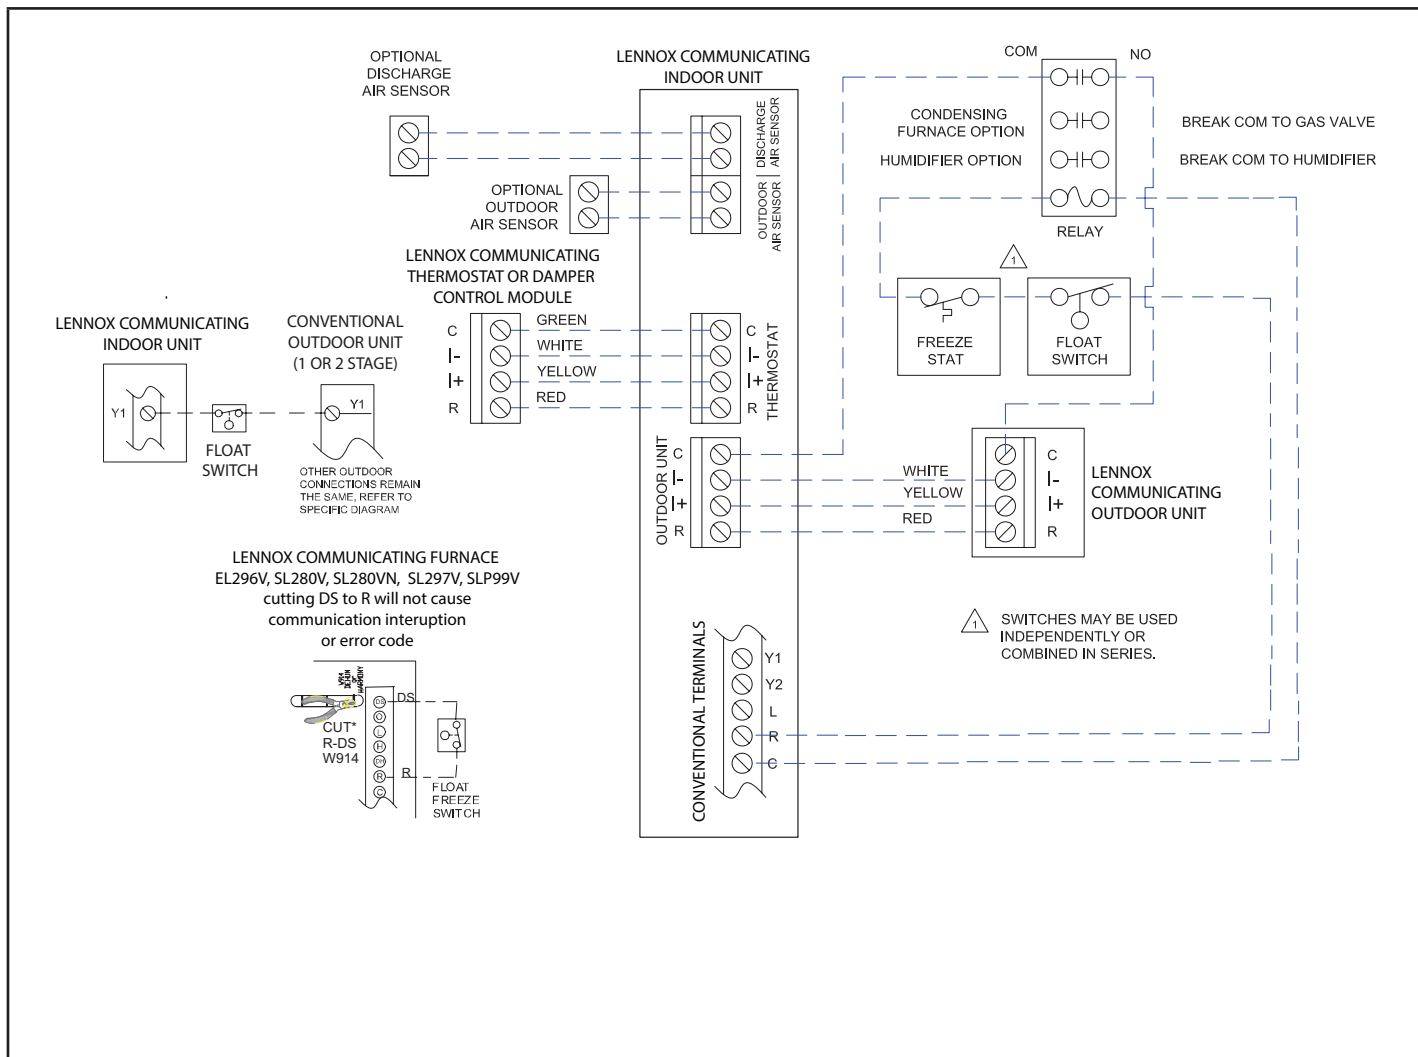 OPTIONAL
DISCHARGE
AIR SENSOR
LENNOX COMMUNICATING
INDOOR UNIT
DISCHARGE
AIR SENSOR
OPTIONAL
OUTDOOR
AIR SENSOR
OUTDOOR
AIR SENSOR
COM
NO
CONDENSING
FURNACE OPTION
BREAK COM TO GAS VALVE
HUMIDIFIER OPTION
BREAK COM TO HUMIDIFIER
RELAY
1
FREEZE
STAT
FLOAT
SWITCH
LENNOX COMMUNICATING
THERMOSTAT OR DAMPER
CONTROL MODULE
C
I-
I+
R
GREEN
WHITE
YELLOW
RED
C
I-
I+
R
THERMOSTAT
LENNOX COMMUNICATING
INDOOR UNIT
Y1
FLOAT
SWITCH
CONVENTIONAL
OUTDOOR UNIT
(1 OR 2 STAGE)
Y1
OTHER OUTDOOR
CONNECTIONS REMAIN
THE SAME, REFER TO
SPECIFIC DIAGRAM
OUTDOOR UNIT
C
I-
I+
R
WHITE
YELLOW
RED
C
I-
I+
R
LENNOX
COMMUNICATING
OUTDOOR UNIT
LENNOX COMMUNICATING FURNACE
EL296V, SL280V, SL280VN, SL297V, SLP99V
cutting DS to R will not cause
communication interuption
or error code
W914
DEHUM
OR
HARMONY
CUT*
R-DS
W914
DS
O
L
H
DH
R
C
DS
R
FLOAT
FREEZE
SWITCH
CONVENTIONAL TERMINALS
Y1
Y2
L
R
C
1
SWITCHES MAY BE USED
INDEPENDENTLY OR
COMBINED IN SERIES.